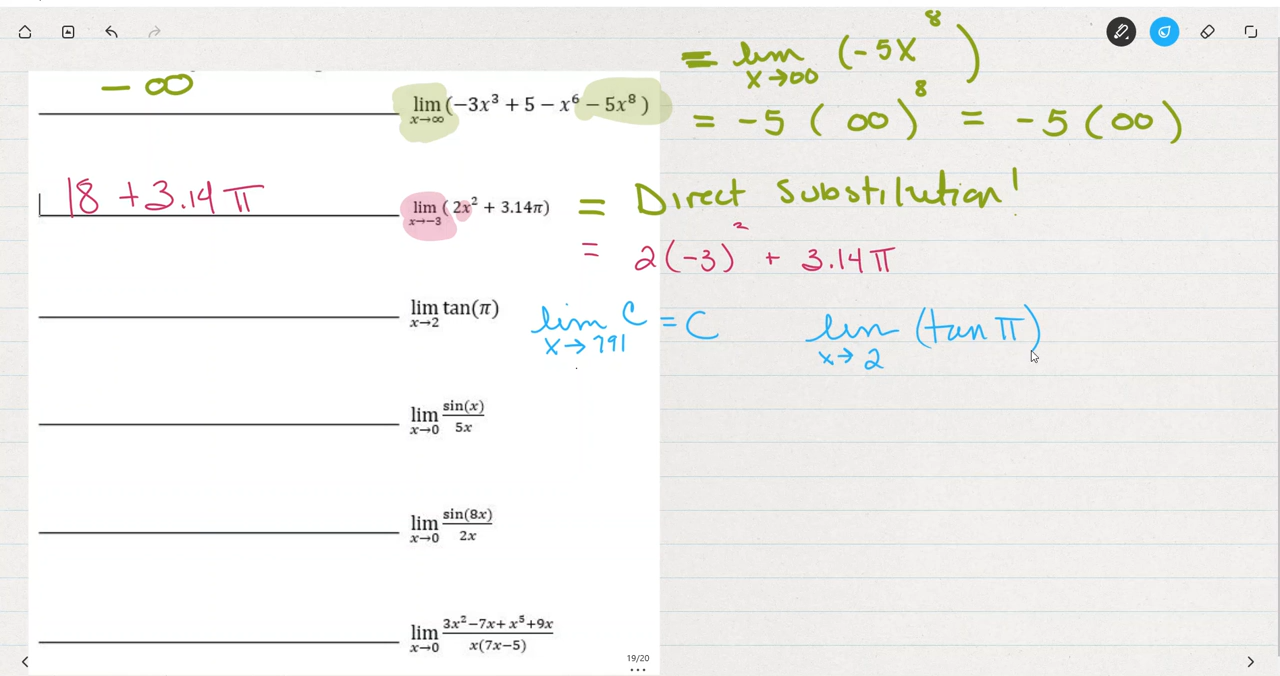 = lim x→∞ (-5x⁸)
-∞
lim x→∞ (−3x³ + 5 − x⁶ − 5x⁸)
= -5(∞)⁸ = -5(∞)
18 + 3.14π
lim x→−3 (2x² + 3.14π)
= Direct Substitution!
= 2(-3)² + 3.14π
lim x→2 tan(π)
lim x→791 C = C
lim x→2 (tan π)
lim x→0 sin(x)/5x
lim x→0 sin(8x)/2x
lim x→0 3x²−7x+x⁵+9x/x(7x−5)
19/20